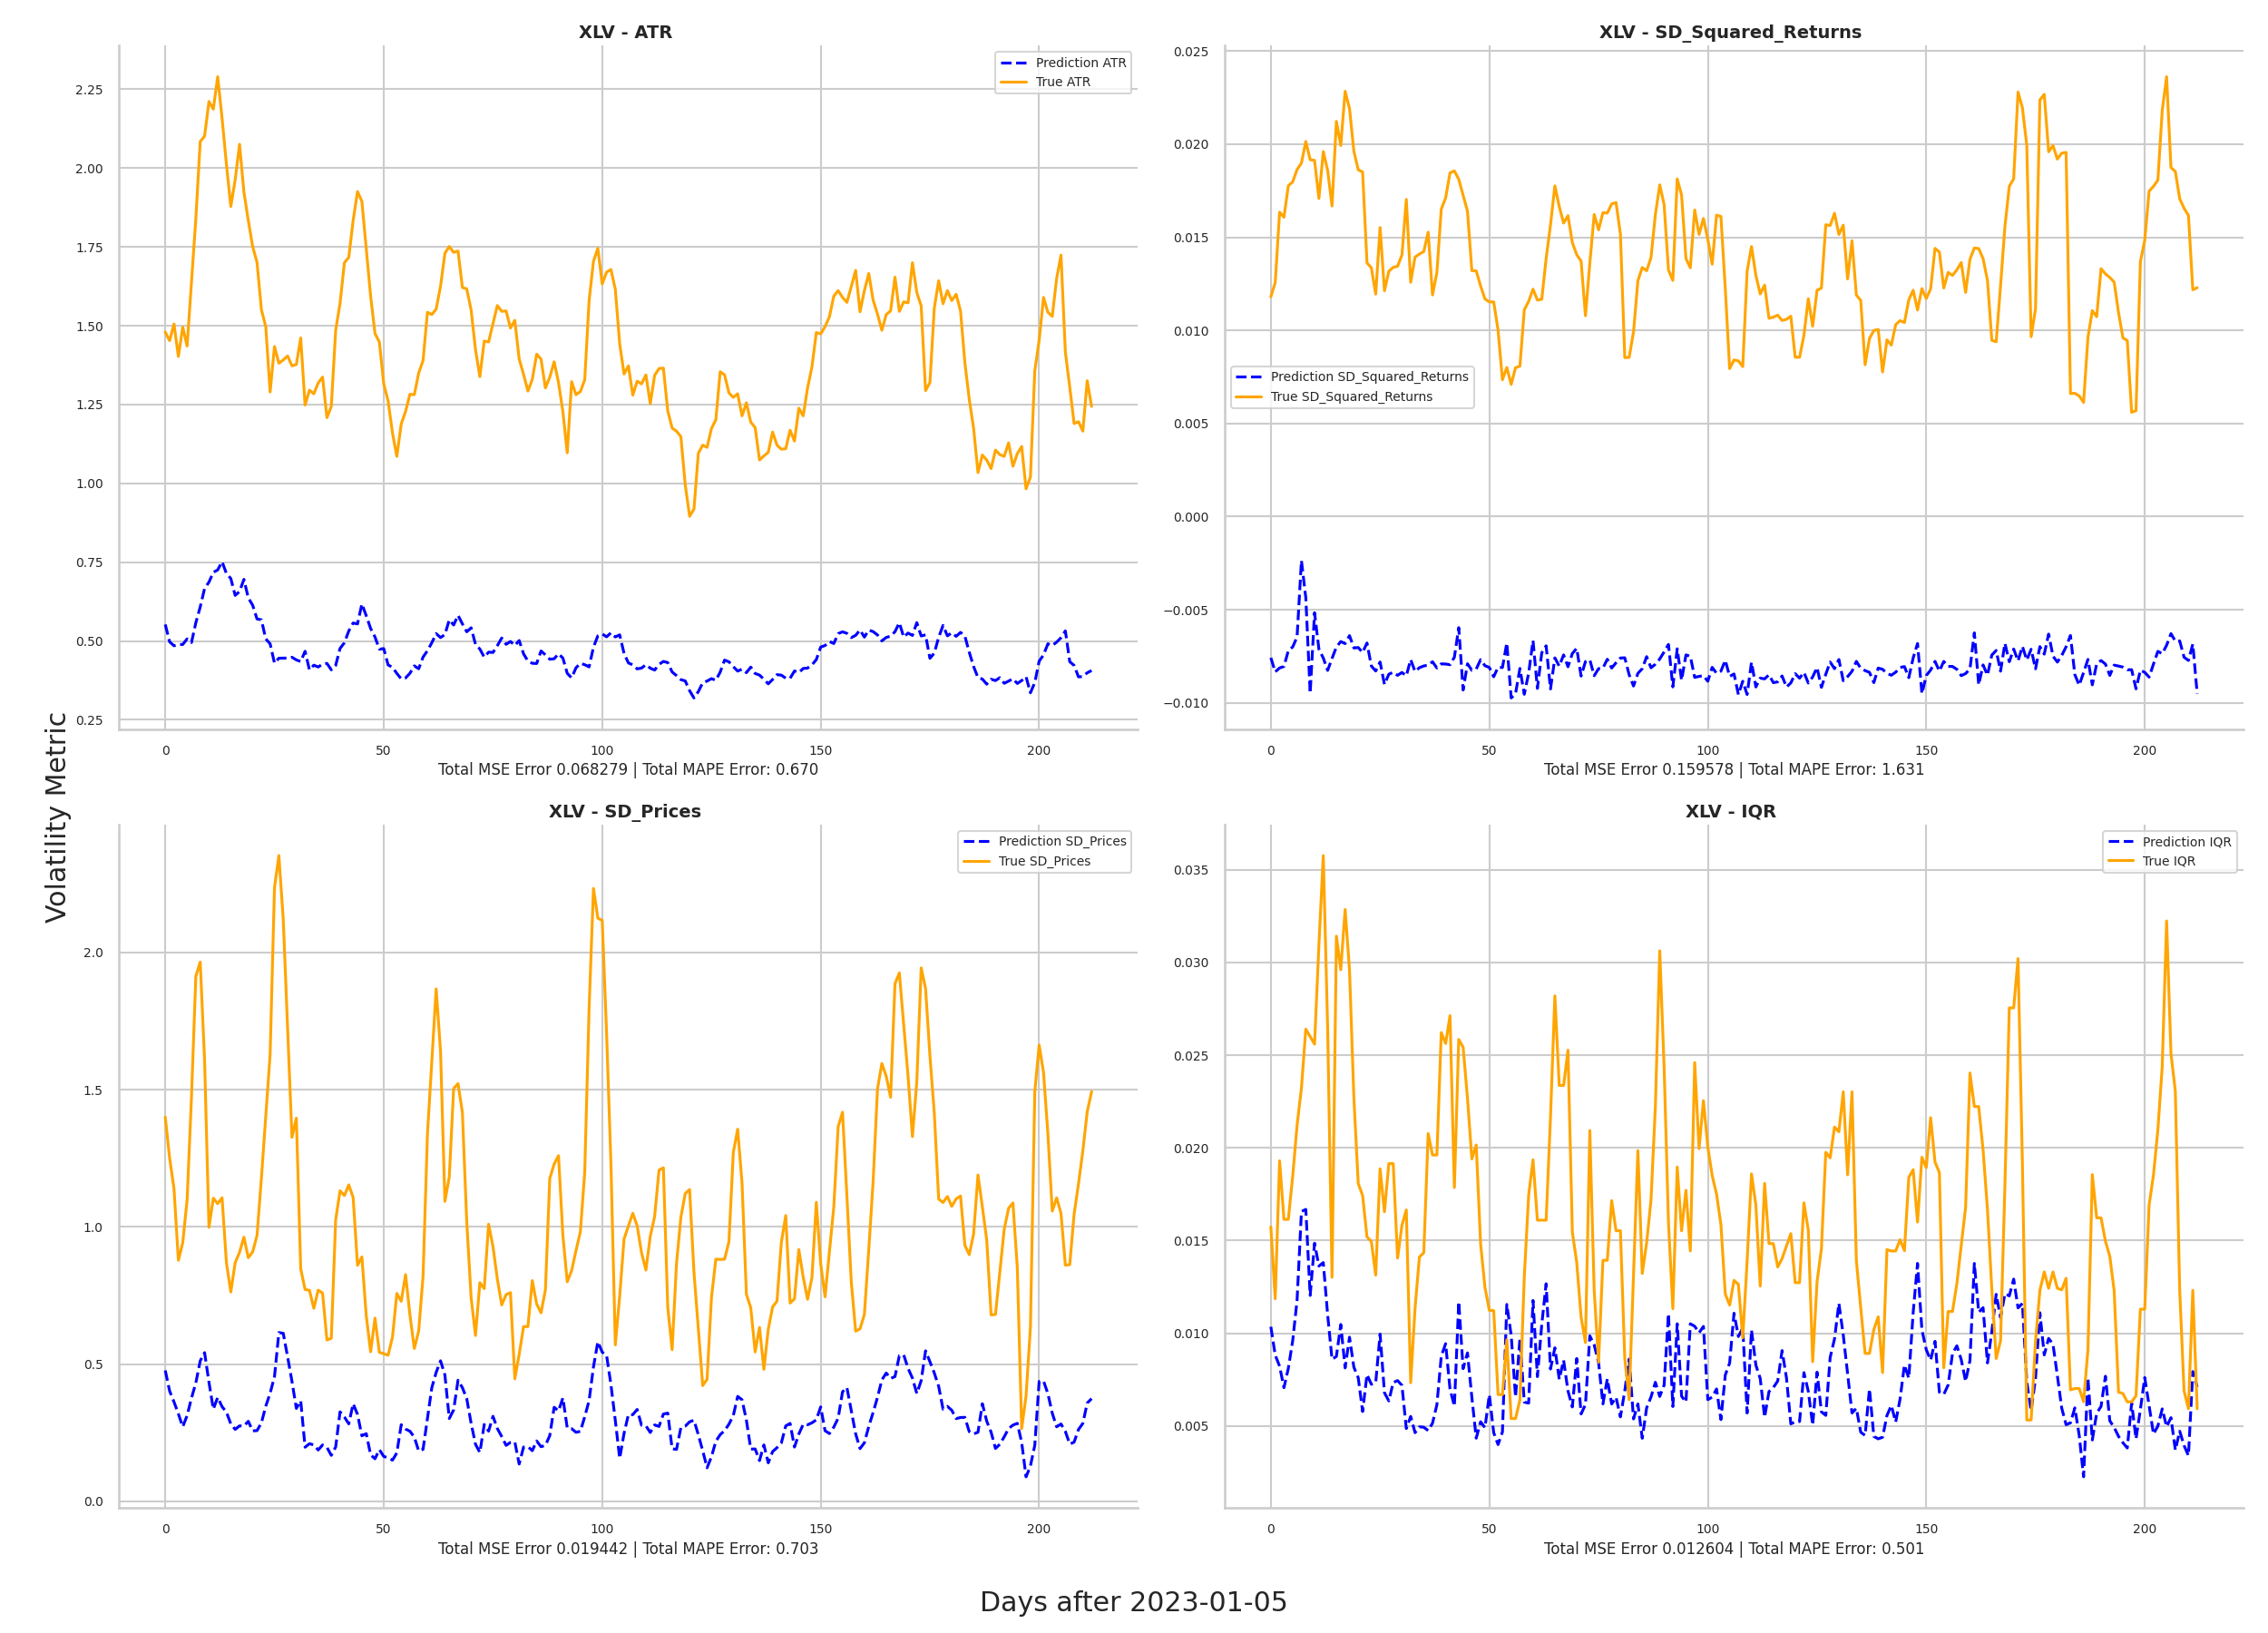 XLV - ATR
2.25
2.00
1.75
1.50
1.25
1.00
0.75
0.50
0.25
0 50 100 150 200
Prediction ATR
True ATR
Total MSE Error 0.068279 | Total MAPE Error: 0.670
XLV - SD_Squared_Returns
0.025
0.020
0.015
0.010
0.005
0.000
−0.005
−0.010
0 50 100 150 200
Prediction SD_Squared_Returns
True SD_Squared_Returns
Total MSE Error 0.159578 | Total MAPE Error: 1.631
Volatility Metric
XLV - SD_Prices
2.0
1.5
1.0
0.5
0.0
0 50 100 150 200
Prediction SD_Prices
True SD_Prices
Total MSE Error 0.019442 | Total MAPE Error: 0.703
XLV - IQR
0.035
0.030
0.025
0.020
0.015
0.010
0.005
0 50 100 150 200
Prediction IQR
True IQR
Total MSE Error 0.012604 | Total MAPE Error: 0.501
Days after 2023-01-05